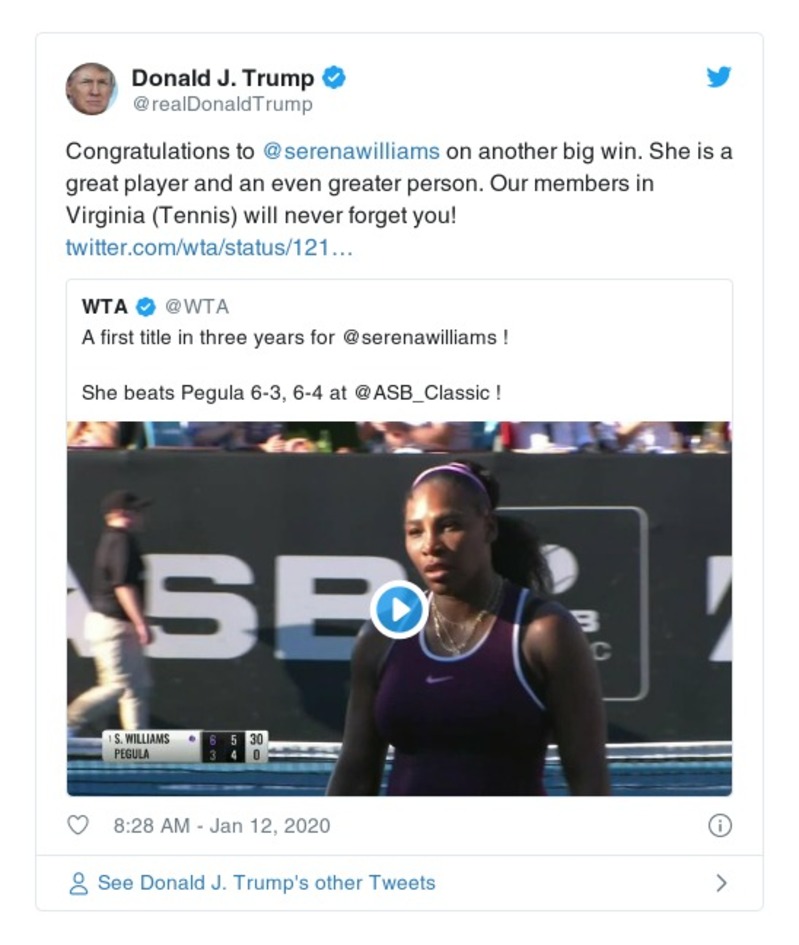 Donald J. Trump
@realDonaldTrump
Congratulations to @serenawilliams on another big win. She is a
great player and an even greater person. Our members in
Virginia (Tennis) will never forget you!
twitter.com/wta/status/121…
WTA @WTA
A first title in three years for @serenawilliams !
She beats Pegula 6-3, 6-4 at @ASB_Classic !
ASB
B
C
S. WILLIAMS 6 5 30
PEGULA 3 4 0
8:28 AM - Jan 12, 2020
See Donald J. Trump's other Tweets